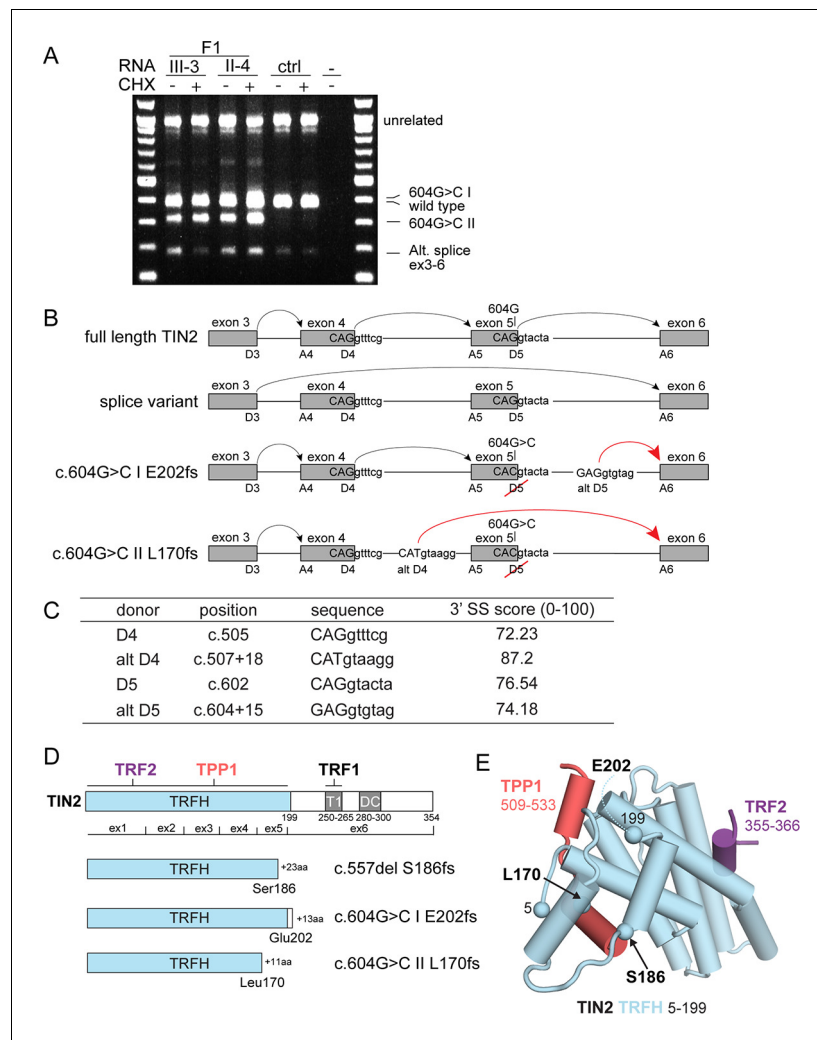 A
F1
RNA III-3 II-4 ctrl -
CHX - + - + - + -
unrelated
604G>C I
wild type
604G>C II
Alt. splice
ex3-6
B
604G
exon 3 exon 4 exon 5 exon 6
full length TIN2 CAGgtttcg CAGgtacta
D3 A4 D4 A5 D5 A6
exon 3 exon 4 exon 5 exon 6
splice variant CAGgtttcg CAGgtacta
D3 A4 D4 A5 D5 A6
604G>C
exon 3 exon 4 exon 5 exon 6
c.604G>C I E202fs CAGgtttcg CACgtacta GAGgtgtag
D3 A4 D4 A5 D5 alt D5 A6
604G>C
exon 3 exon 4 exon 5 exon 6
c.604G>C II L170fs CAGgtttcg CATgtaagg CACgtacta
D3 A4 D4 alt D4 A5 D5 A6
C
donor position sequence 3' SS score (0-100)
D4 c.505 CAGgtttcg 72.23
alt D4 c.507+18 CATgtaagg 87.2
D5 c.602 CAGgtacta 76.54
alt D5 c.604+15 GAGgtgtag 74.18
D
TRF2 TPP1 TRF1
TIN2 TRFH T1 DC
199 250-265 280-300 354
ex1 ex2 ex3 ex4 ex5 ex6
TRFH +23aa c.557del S186fs
Ser186
TRFH +13aa c.604G>C I E202fs
Glu202
TRFH +11aa c.604G>C II L170fs
Leu170
E
E202
TPP1
509-533
199
TRF2
355-366
L170
5
S186
TIN2 TRFH 5-199